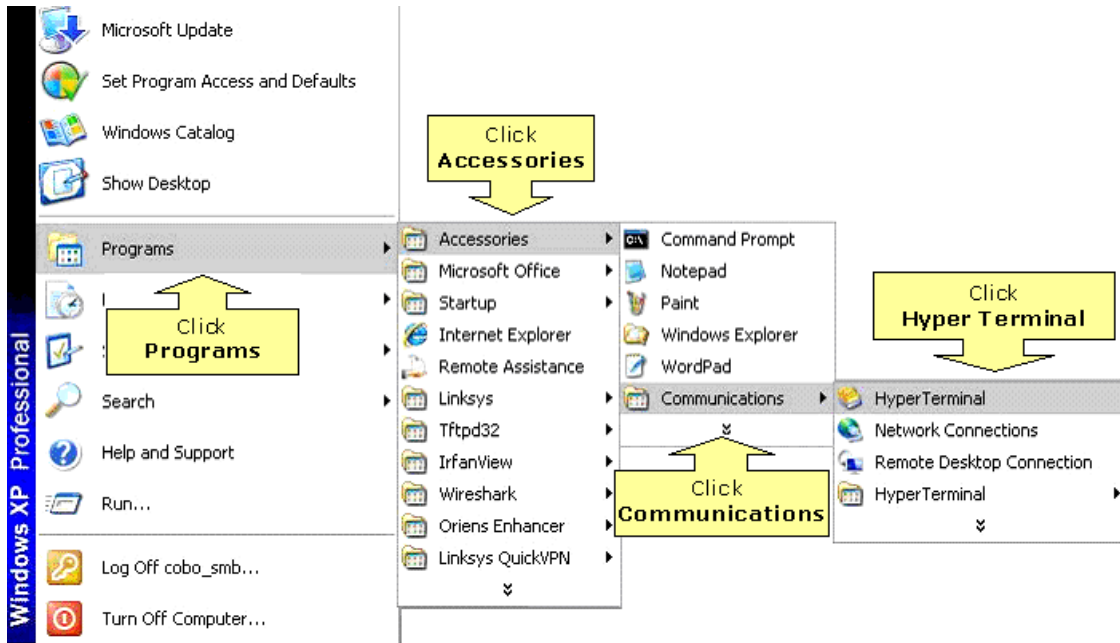 Microsoft Update
Set Program Access and Defaults
Windows Catalog
Show Desktop
Programs
Search
Help and Support
Run...
Log Off cobo_smb...
Turn Off Computer...
Windows XP Professional
Click
Programs
Click
Accessories
Accessories
Microsoft Office
Startup
Internet Explorer
Remote Assistance
Linksys
Tftpd32
IrfanView
Wireshark
Oriens Enhancer
Linksys QuickVPN
Command Prompt
C:\
Notepad
Paint
Windows Explorer
WordPad
Communications
Click
Communications
Click
Hyper Terminal
HyperTerminal
Network Connections
Remote Desktop Connection
HyperTerminal